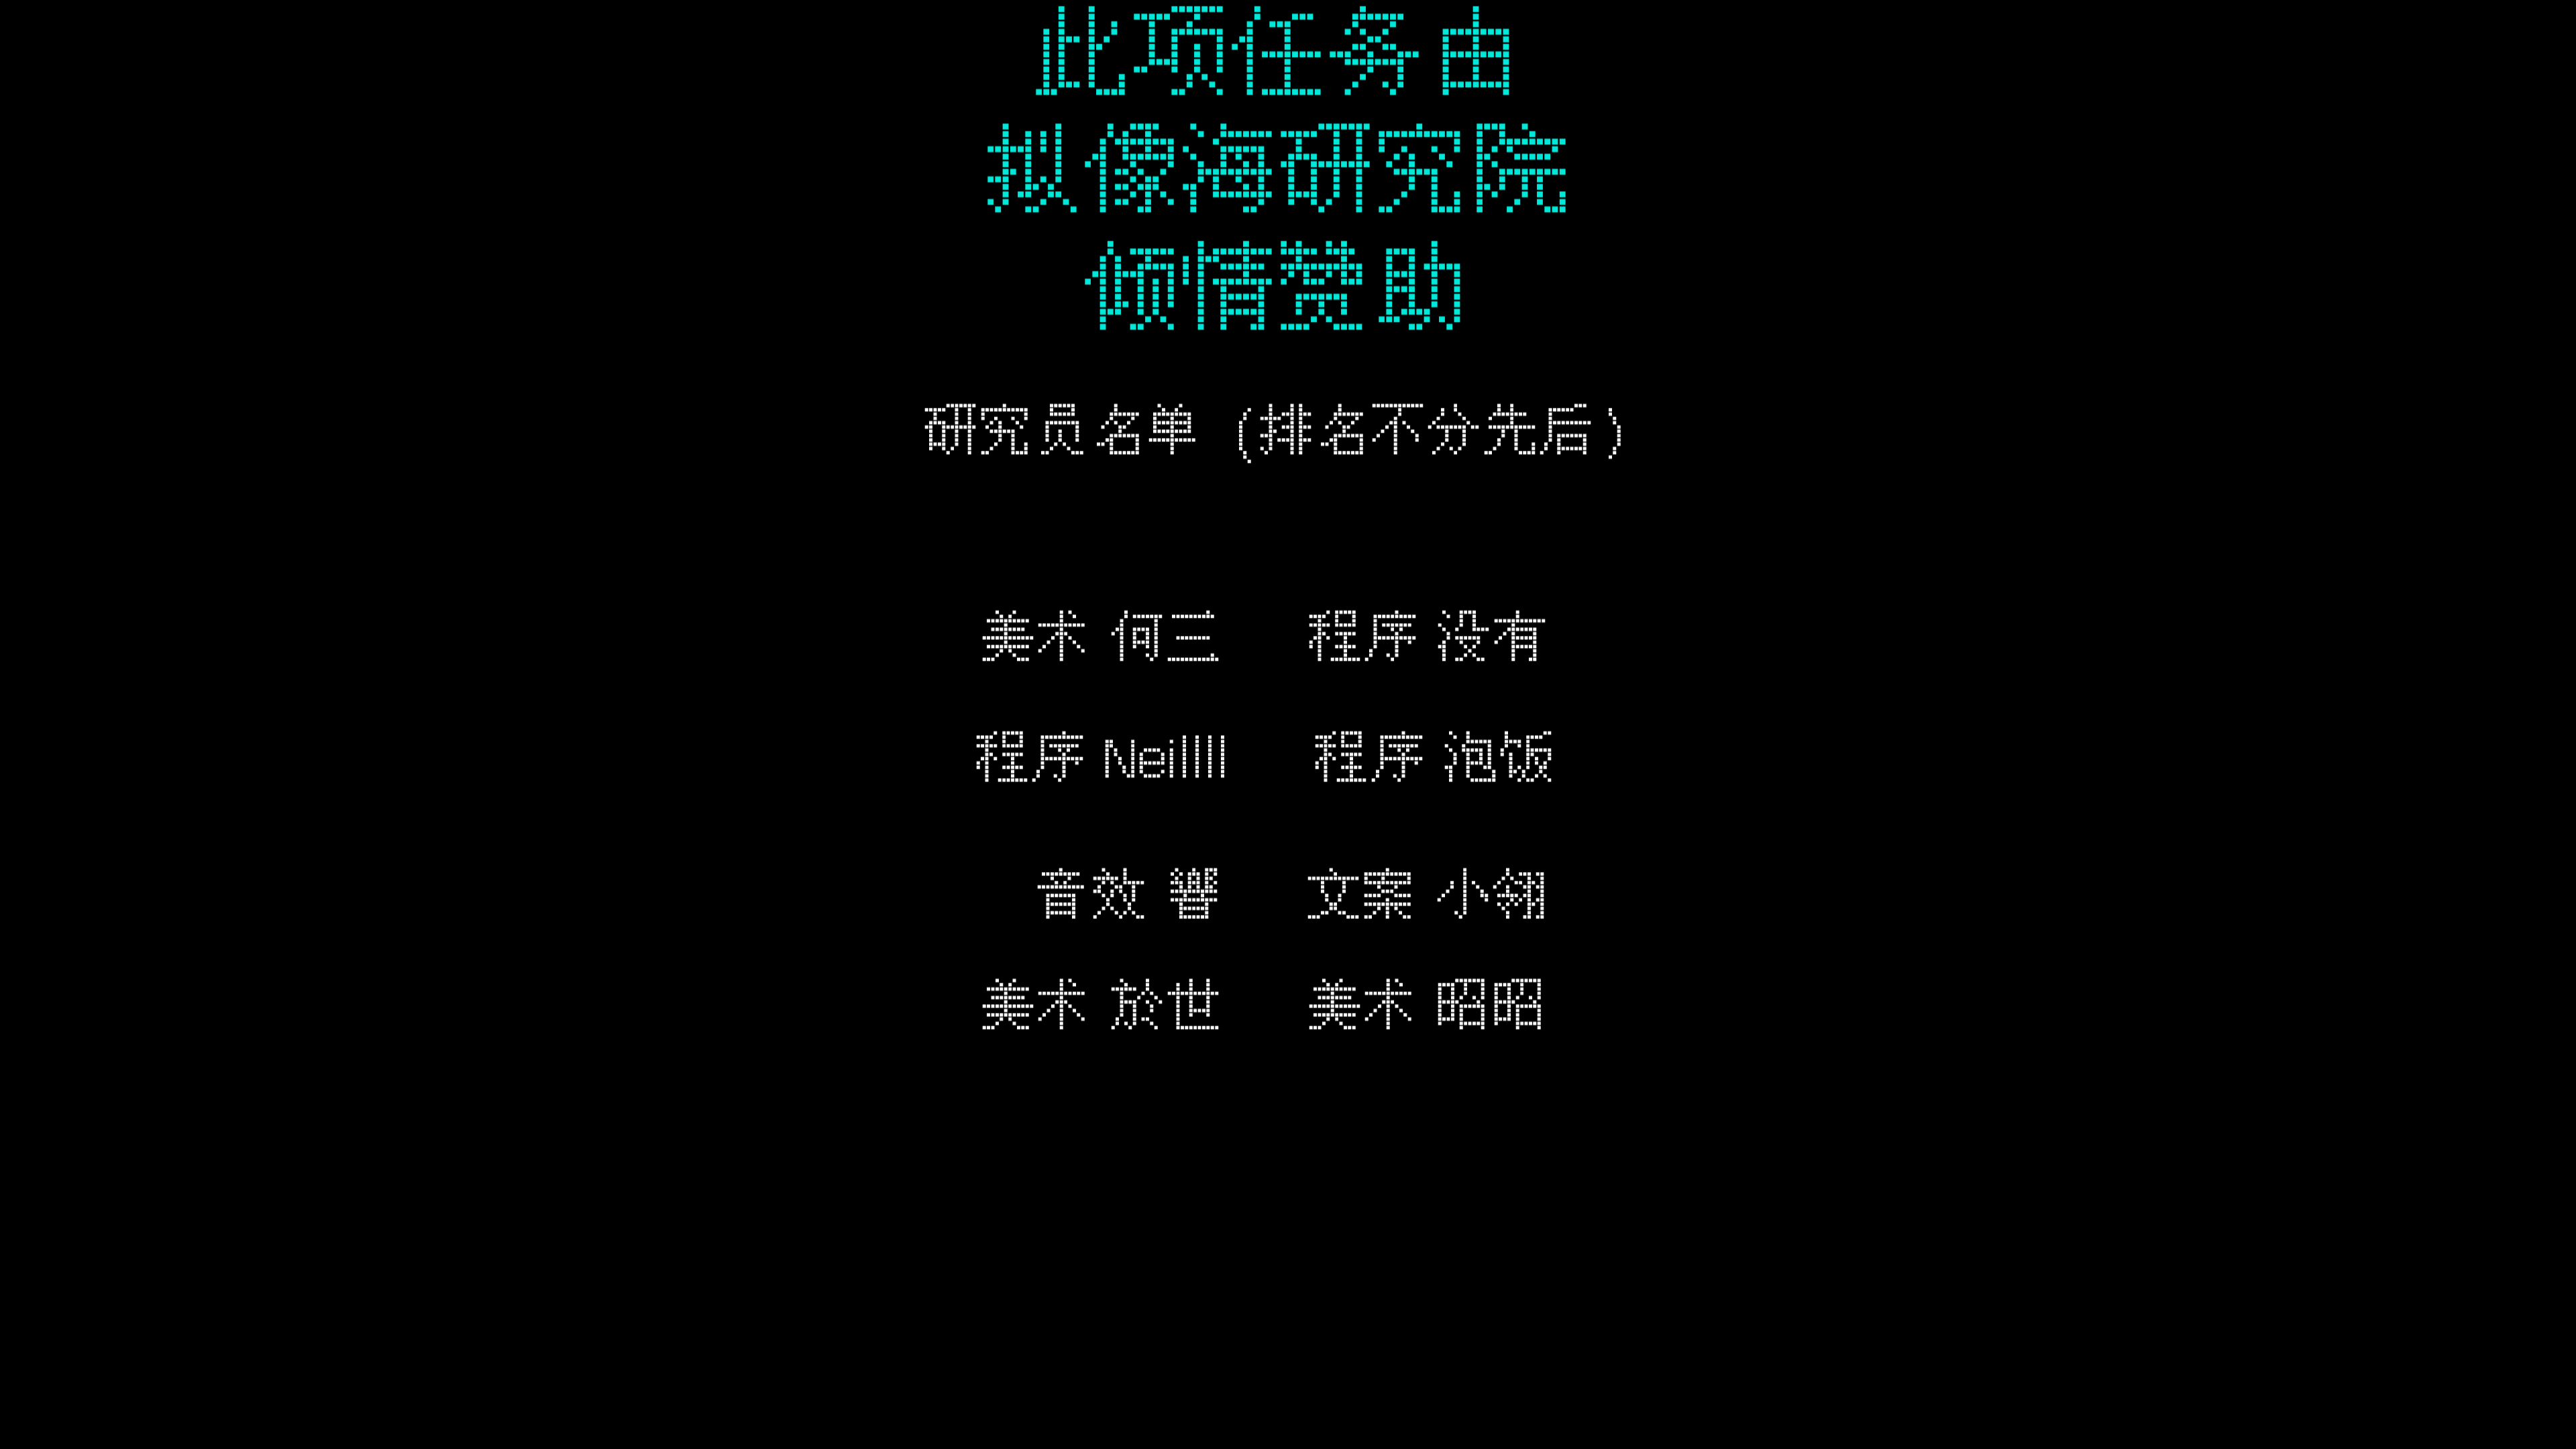 此项任务由
拟像海研究院
倾情赞助
研究员名单（排名不分先后）
美术 何三 程序 没有
程序 Neillll 程序 泡饭
音效 響 文案 小翎
美术 於世 美术 昭昭